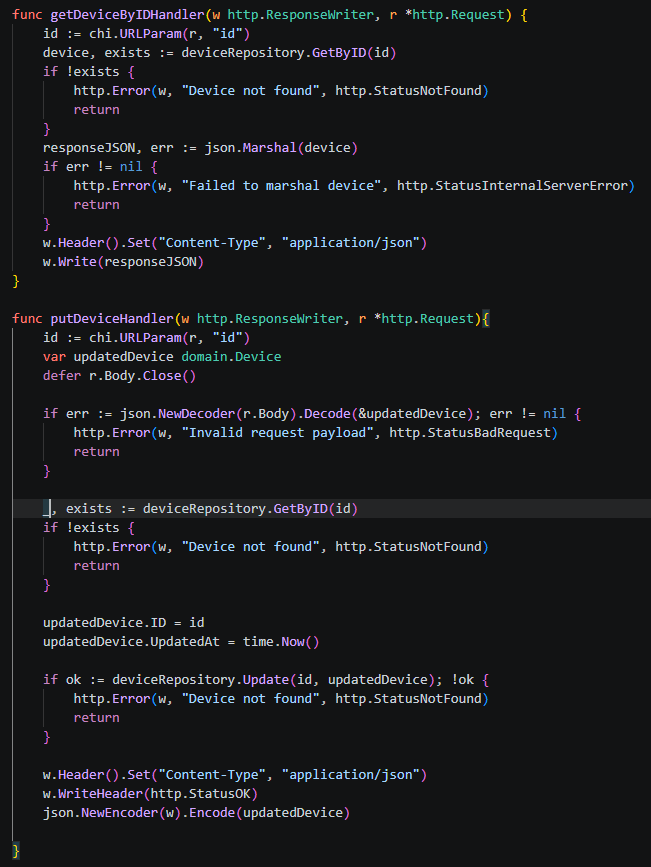 func getDeviceByIDHandler(w http.ResponseWriter, r *http.Request) {
    id := chi.URLParam(r, "id")
    device, exists := deviceRepository.GetByID(id)
    if !exists {
        http.Error(w, "Device not found", http.StatusNotFound)
        return
    }
    responseJSON, err := json.Marshal(device)
    if err != nil {
        http.Error(w, "Failed to marshal device", http.StatusInternalServerError)
        return
    }
    w.Header().Set("Content-Type", "application/json")
    w.Write(responseJSON)
}

func putDeviceHandler(w http.ResponseWriter, r *http.Request){
    id := chi.URLParam(r, "id")
    var updatedDevice domain.Device
    defer r.Body.Close()

    if err := json.NewDecoder(r.Body).Decode(&updatedDevice); err != nil {
        http.Error(w, "Invalid request payload", http.StatusBadRequest)
        return
    }

    _, exists := deviceRepository.GetByID(id)
    if !exists {
        http.Error(w, "Device not found", http.StatusNotFound)
        return
    }

    updatedDevice.ID = id
    updatedDevice.UpdatedAt = time.Now()

    if ok := deviceRepository.Update(id, updatedDevice); !ok {
        http.Error(w, "Device not found", http.StatusNotFound)
        return
    }

    w.Header().Set("Content-Type", "application/json")
    w.WriteHeader(http.StatusOK)
    json.NewEncoder(w).Encode(updatedDevice)

}